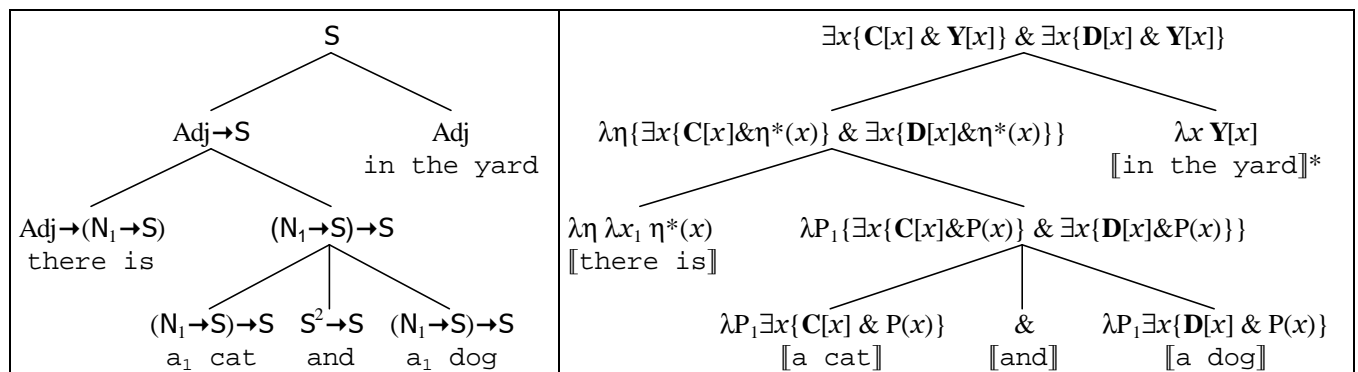 S
Adj→S Adj
in the yard
Adj→(N₁→S) (N₁→S)→S
there is
(N₁→S)→S S²→S (N₁→S)→S
a₁ cat and a₁ dog
∃x{C[x] & Y[x]} & ∃x{D[x] & Y[x]}
λη{∃x{C[x]&η*(x)} & ∃x{D[x]&η*(x)}} λx Y[x]
⟦in the yard⟧*
λη λx₁ η*(x) λP₁{∃x{C[x]&P(x)} & ∃x{D[x]&P(x)}}
⟦there is⟧
λP₁∃x{C[x] & P(x)} & λP₁∃x{D[x] & P(x)}
⟦a cat⟧ ⟦and⟧ ⟦a dog⟧